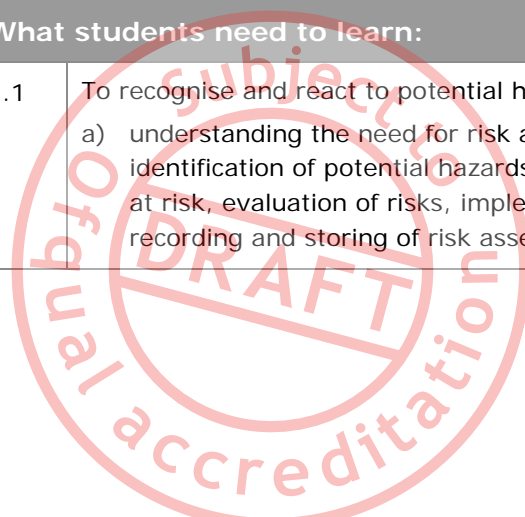 What students need to learn:
.1 To recognise and react to potential h
a) understanding the need for risk a
identification of potential hazards
at risk, evaluation of risks, imple
recording and storing of risk asse
Subject to
Ofqual accreditation
DRAFT